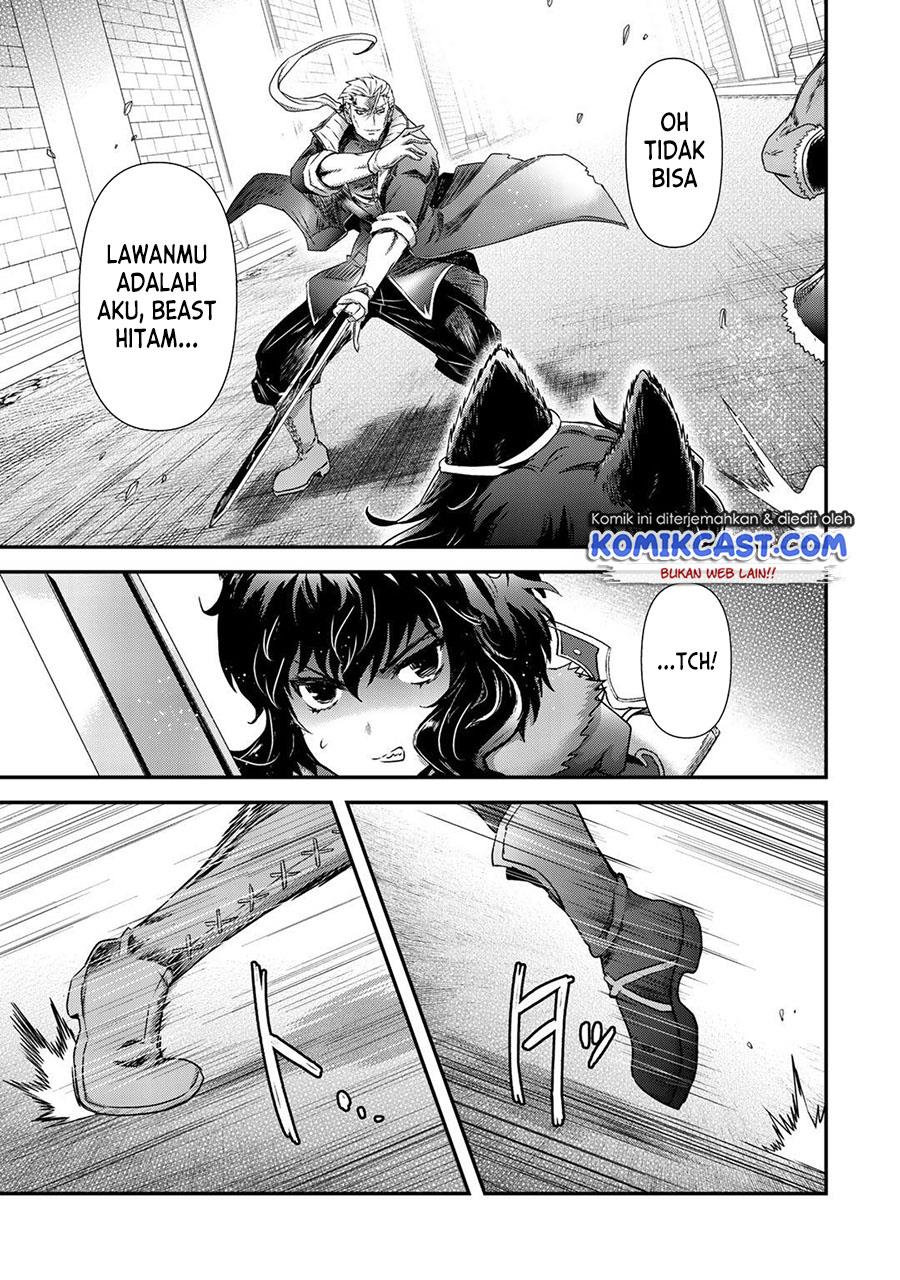 OH
TIDAK
BISA
LAWANMU
ADALAH
AKU, BEAST
HITAM...
Komik ini diterjemahkan & diedit oleh
KOMIKCAST.COM
BUKAN WEB LAIN!!
...TCH!
ダッ
ト...